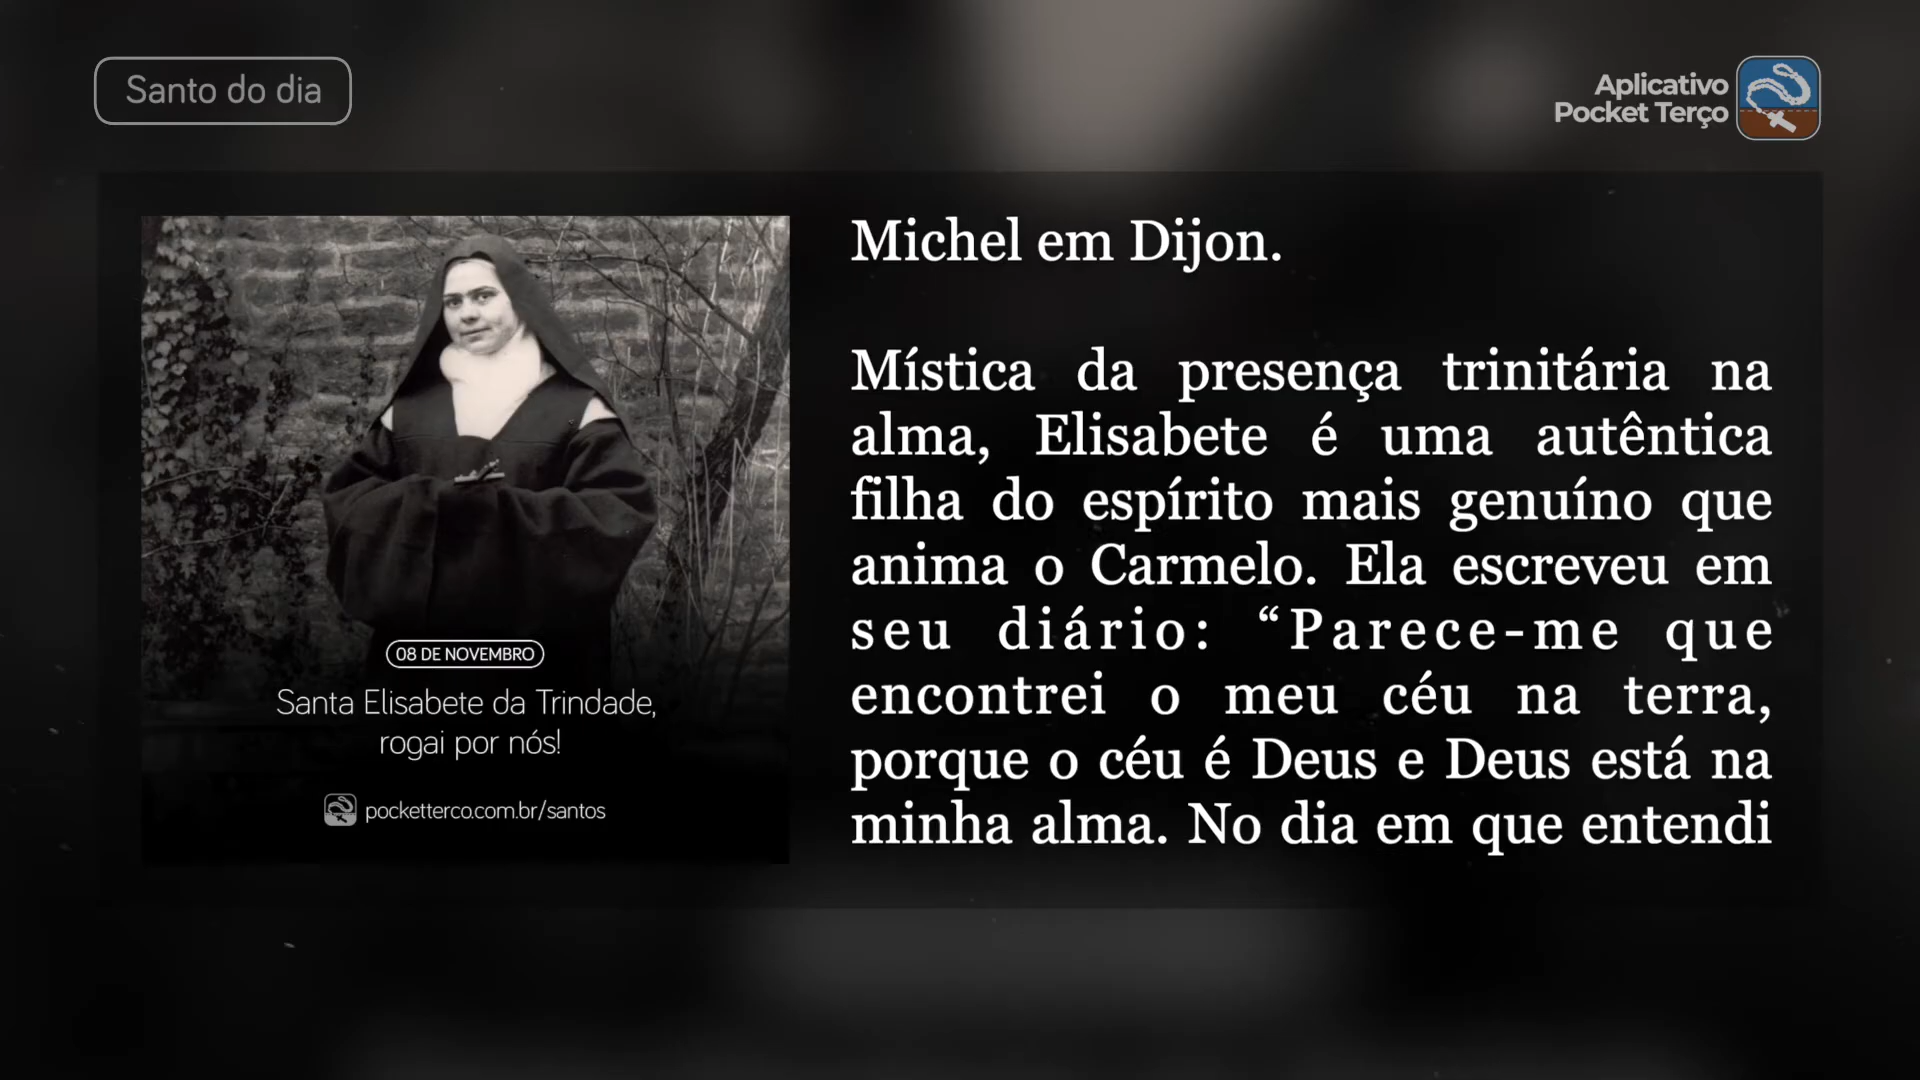 Santo do dia
Aplicativo
Pocket Terço
Michel em Dijon.
Mística da presença trinitária na
alma, Elisabete é uma autêntica
filha do espírito mais genuíno que
anima o Carmelo. Ela escreveu em
seu diário: “Parece-me que
encontrei o meu céu na terra,
porque o céu é Deus e Deus está na
minha alma. No dia em que entendi
08 DE NOVEMBRO
Santa Elisabete da Trindade,
rogai por nós!
pocketterco.com.br/santos